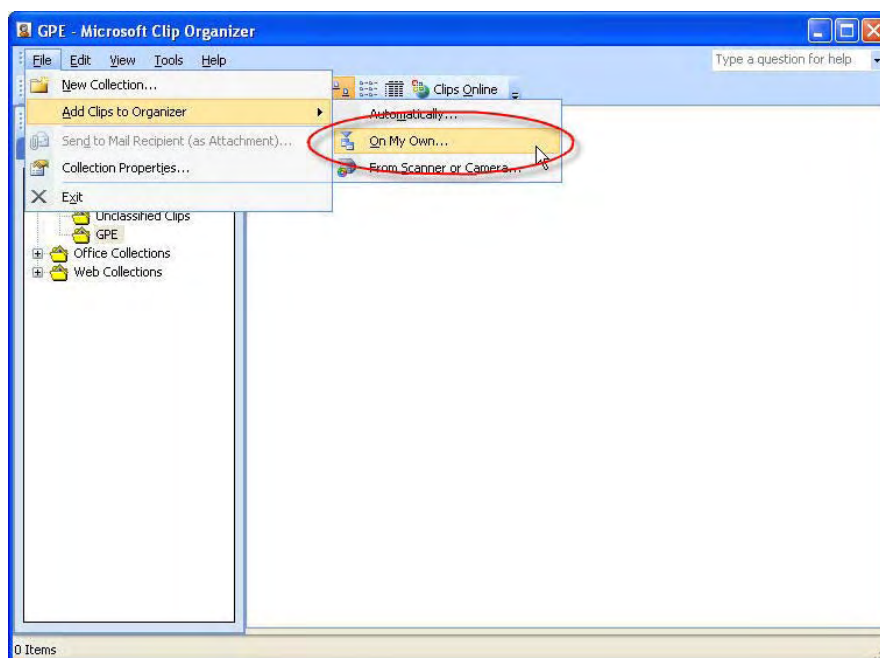 GPE - Microsoft Clip Organizer
File Edit View Tools Help
Type a question for help
New Collection...
Clips Online
Add Clips to Organizer
Automatically...
Send to Mail Recipient (as Attachment)...
On My Own...
Collection Properties...
From Scanner or Camera...
Exit
Unclassified Clips
GPE
Office Collections
Web Collections
0 Items